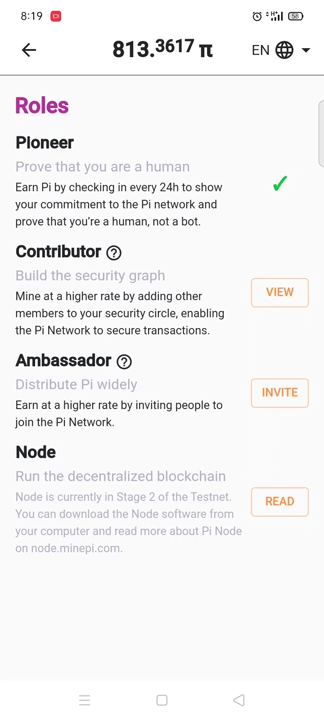 8:19
58
813.3617 π
EN
Roles
Pioneer
Prove that you are a human
Earn Pi by checking in every 24h to show
your commitment to the Pi network and
prove that you're a human, not a bot.
Contributor
Build the security graph
Mine at a higher rate by adding other
members to your security circle, enabling
the Pi Network to secure transactions.
VIEW
Ambassador
Distribute Pi widely
Earn at a higher rate by inviting people to
join the Pi Network.
INVITE
Node
Run the decentralized blockchain
Node is currently in Stage 2 of the Testnet.
You can download the Node software from
your computer and read more about Pi Node
on node.minepi.com.
READ